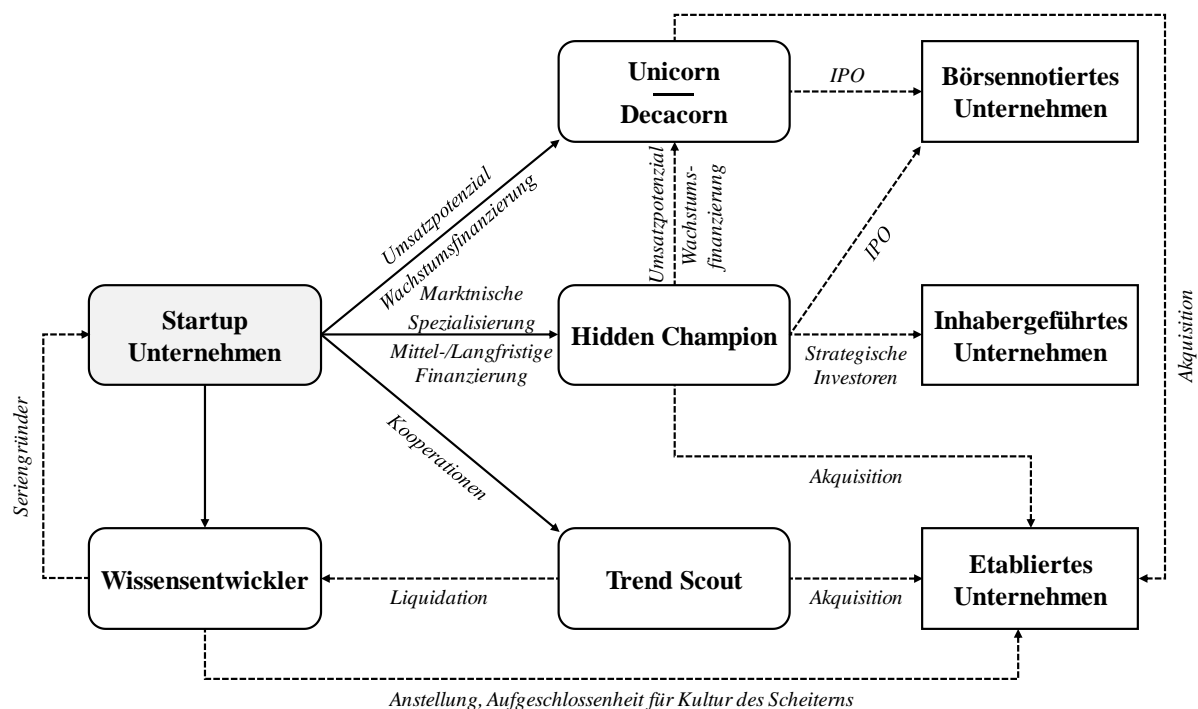 Unicorn
Decacorn
IPO
Börsennotiertes
Unternehmen
Umsatzpotenzial
Wachstumsfinanzierung
Umsatzpotenzial
Wachstums-
finanzierung
IPO
Akquisition
Startup
Unternehmen
Marktnische
Spezialisierung
Mittel-/Langfristige
Finanzierung
Hidden Champion
Strategische
Investoren
Inhabergeführtes
Unternehmen
Seriengründer
Kooperationen
Akquisition
Wissensentwickler
Liquidation
Trend Scout
Akquisition
Etabliertes
Unternehmen
Anstellung, Aufgeschlossenheit für Kultur des Scheiterns